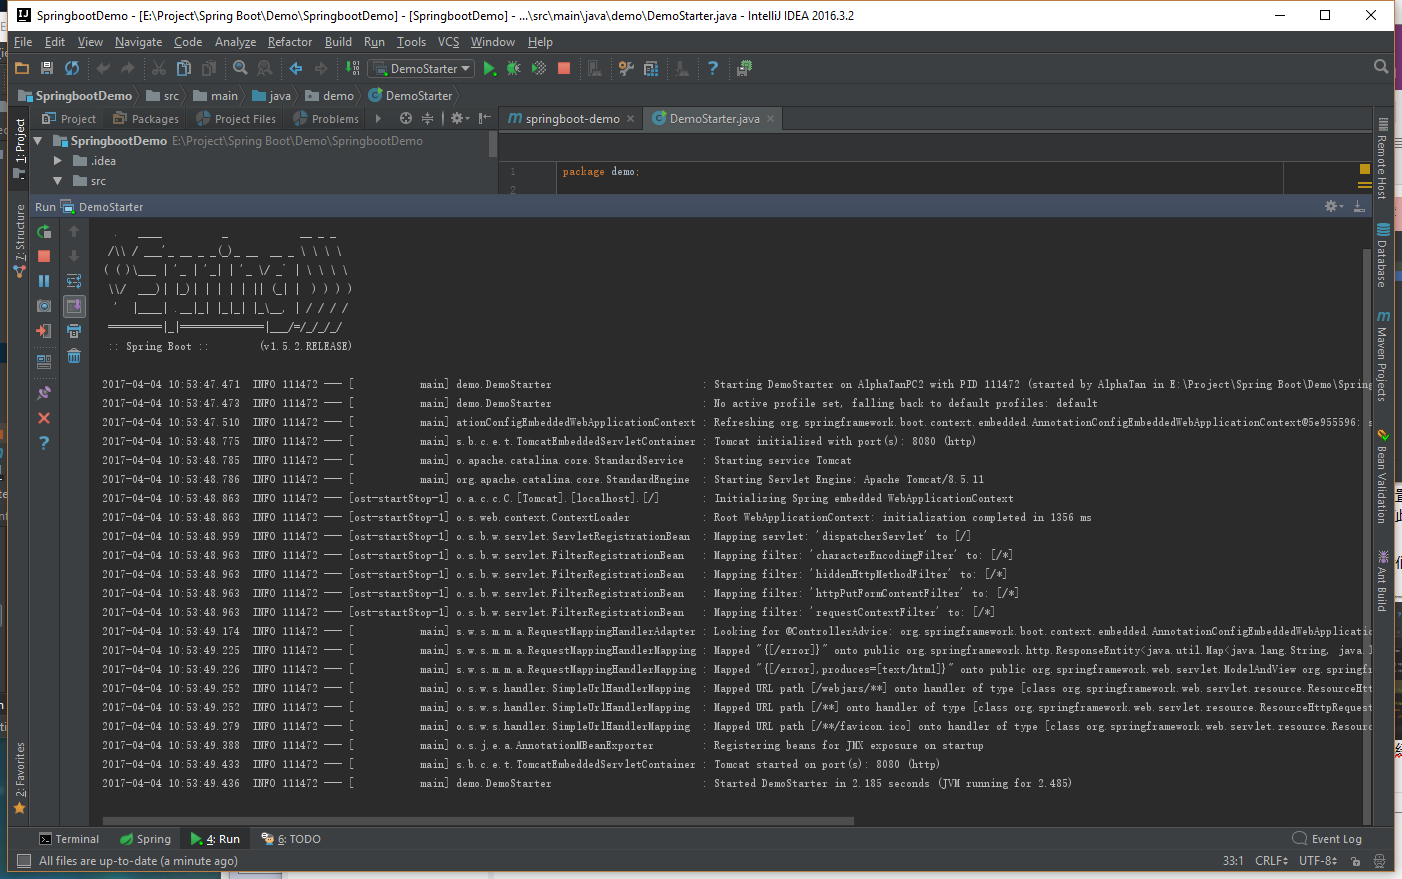 SpringbootDemo - [E:\Project\Spring Boot\Demo\SpringbootDemo] - [SpringbootDemo] - ...\src\main\java\demo\DemoStarter.java - IntelliJ IDEA 2016.3.2
File Edit View Navigate Code Analyze Refactor Build Run Tools VCS Window Help
DemoStarter
SpringbootDemo src main java demo DemoStarter
Project Packages Project Files Problems springboot-demo DemoStarter.java
SpringbootDemo E:\Project\Spring Boot\Demo\SpringbootDemo
.idea
src
1 package demo;
2
Run DemoStarter
  .   ____          _            __ _ _
 /\\ / ___'_ __ _ _(_)_ __  __ _ \ \ \ \
( ( )\___ | '_ | '_| | '_ \/ _` | \ \ \ \
 \\/  ___)| |_)| | | | | || (_| |  ) ) ) )
  '  |____| .__|_| |_|_| |_\__, | / / / /
 =========|_|==============|___/=/_/_/_/
 :: Spring Boot ::        (v1.5.2.RELEASE)
2017-04-04 10:53:47.471  INFO 111472 --- [           main] demo.DemoStarter                         : Starting DemoStarter on AlphaTanPC2 with PID 111472 (started by AlphaTan in E:\Project\Spring Boot\Demo\Spring
2017-04-04 10:53:47.473  INFO 111472 --- [           main] demo.DemoStarter                         : No active profile set, falling back to default profiles: default
2017-04-04 10:53:47.510  INFO 111472 --- [           main] ationConfigEmbeddedWebApplicationContext : Refreshing org.springframework.boot.context.embedded.AnnotationConfigEmbeddedWebApplicationContext@5e955596: s
2017-04-04 10:53:48.775  INFO 111472 --- [           main] s.b.c.e.t.TomcatEmbeddedServletContainer : Tomcat initialized with port(s): 8080 (http)
2017-04-04 10:53:48.785  INFO 111472 --- [           main] o.apache.catalina.core.StandardService   : Starting service Tomcat
2017-04-04 10:53:48.786  INFO 111472 --- [           main] org.apache.catalina.core.StandardEngine  : Starting Servlet Engine: Apache Tomcat/8.5.11
2017-04-04 10:53:48.863  INFO 111472 --- [ost-startStop-1] o.a.c.c.C.[Tomcat].[localhost].[/]       : Initializing Spring embedded WebApplicationContext
2017-04-04 10:53:48.863  INFO 111472 --- [ost-startStop-1] o.s.web.context.ContextLoader            : Root WebApplicationContext: initialization completed in 1356 ms
2017-04-04 10:53:48.959  INFO 111472 --- [ost-startStop-1] o.s.b.w.servlet.ServletRegistrationBean  : Mapping servlet: 'dispatcherServlet' to [/]
2017-04-04 10:53:48.963  INFO 111472 --- [ost-startStop-1] o.s.b.w.servlet.FilterRegistrationBean   : Mapping filter: 'characterEncodingFilter' to: [/*]
2017-04-04 10:53:48.963  INFO 111472 --- [ost-startStop-1] o.s.b.w.servlet.FilterRegistrationBean   : Mapping filter: 'hiddenHttpMethodFilter' to: [/*]
2017-04-04 10:53:48.963  INFO 111472 --- [ost-startStop-1] o.s.b.w.servlet.FilterRegistrationBean   : Mapping filter: 'httpPutFormContentFilter' to: [/*]
2017-04-04 10:53:48.963  INFO 111472 --- [ost-startStop-1] o.s.b.w.servlet.FilterRegistrationBean   : Mapping filter: 'requestContextFilter' to: [/*]
2017-04-04 10:53:49.174  INFO 111472 --- [           main] s.w.s.m.m.a.RequestMappingHandlerAdapter : Looking for @ControllerAdvice: org.springframework.boot.context.embedded.AnnotationConfigEmbeddedWebApplicatio
2017-04-04 10:53:49.225  INFO 111472 --- [           main] s.w.s.m.m.a.RequestMappingHandlerMapping : Mapped "{[/error]}" onto public org.springframework.http.ResponseEntity<java.util.Map<java.lang.String, java.l
2017-04-04 10:53:49.226  INFO 111472 --- [           main] s.w.s.m.m.a.RequestMappingHandlerMapping : Mapped "{[/error],produces=[text/html]}" onto public org.springframework.web.servlet.ModelAndView org.springf
2017-04-04 10:53:49.252  INFO 111472 --- [           main] o.s.w.s.handler.SimpleUrlHandlerMapping  : Mapped URL path [/webjars/**] onto handler of type [class org.springframework.web.servlet.resource.ResourceHtt
2017-04-04 10:53:49.252  INFO 111472 --- [           main] o.s.w.s.handler.SimpleUrlHandlerMapping  : Mapped URL path [/**] onto handler of type [class org.springframework.web.servlet.resource.ResourceHttpRequest
2017-04-04 10:53:49.279  INFO 111472 --- [           main] o.s.w.s.handler.SimpleUrlHandlerMapping  : Mapped URL path [/**/favicon.ico] onto handler of type [class org.springframework.web.servlet.resource.Resour
2017-04-04 10:53:49.388  INFO 111472 --- [           main] o.s.j.e.a.AnnotationMBeanExporter        : Registering beans for JMX exposure on startup
2017-04-04 10:53:49.433  INFO 111472 --- [           main] s.b.c.e.t.TomcatEmbeddedServletContainer : Tomcat started on port(s): 8080 (http)
2017-04-04 10:53:49.436  INFO 111472 --- [           main] demo.DemoStarter                         : Started DemoStarter in 2.185 seconds (JVM running for 2.485)
1: Project
7: Structure
2: Favorites
Remote Host
Database
Maven Projects
Bean Validation
Ant Build
Terminal Spring 4: Run 6: TODO Event Log
All files are up-to-date (a minute ago) 33:1 CRLF UTF-8